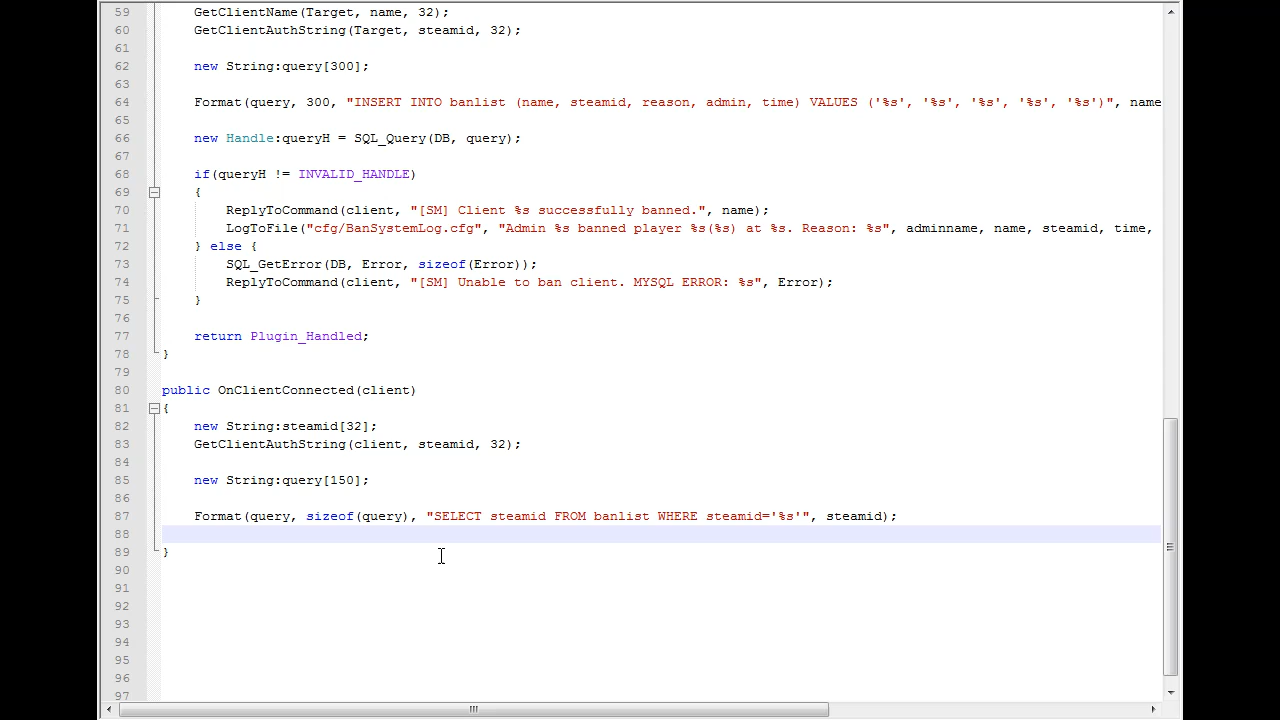 59 GetClientName(Target, name, 32);
60 GetClientAuthString(Target, steamid, 32);
61
62 new String:query[300];
63
64 Format(query, 300, "INSERT INTO banlist (name, steamid, reason, admin, time) VALUES ('%s', '%s', '%s', '%s', '%s')", name
65
66 new Handle:queryH = SQL_Query(DB, query);
67
68 if(queryH != INVALID_HANDLE)
69 {
70 ReplyToCommand(client, "[SM] Client %s successfully banned.", name);
71 LogToFile("cfg/BanSystemLog.cfg", "Admin %s banned player %s(%s) at %s. Reason: %s", adminname, name, steamid, time,
72 } else {
73 SQL_GetError(DB, Error, sizeof(Error));
74 ReplyToCommand(client, "[SM] Unable to ban client. MYSQL ERROR: %s", Error);
75 }
76
77 return Plugin_Handled;
78 }
79
80 public OnClientConnected(client)
81 {
82 new String:steamid[32];
83 GetClientAuthString(client, steamid, 32);
84
85 new String:query[150];
86
87 Format(query, sizeof(query), "SELECT steamid FROM banlist WHERE steamid='%s'", steamid);
88
89 }
90
91
92
93
94
95
96
97